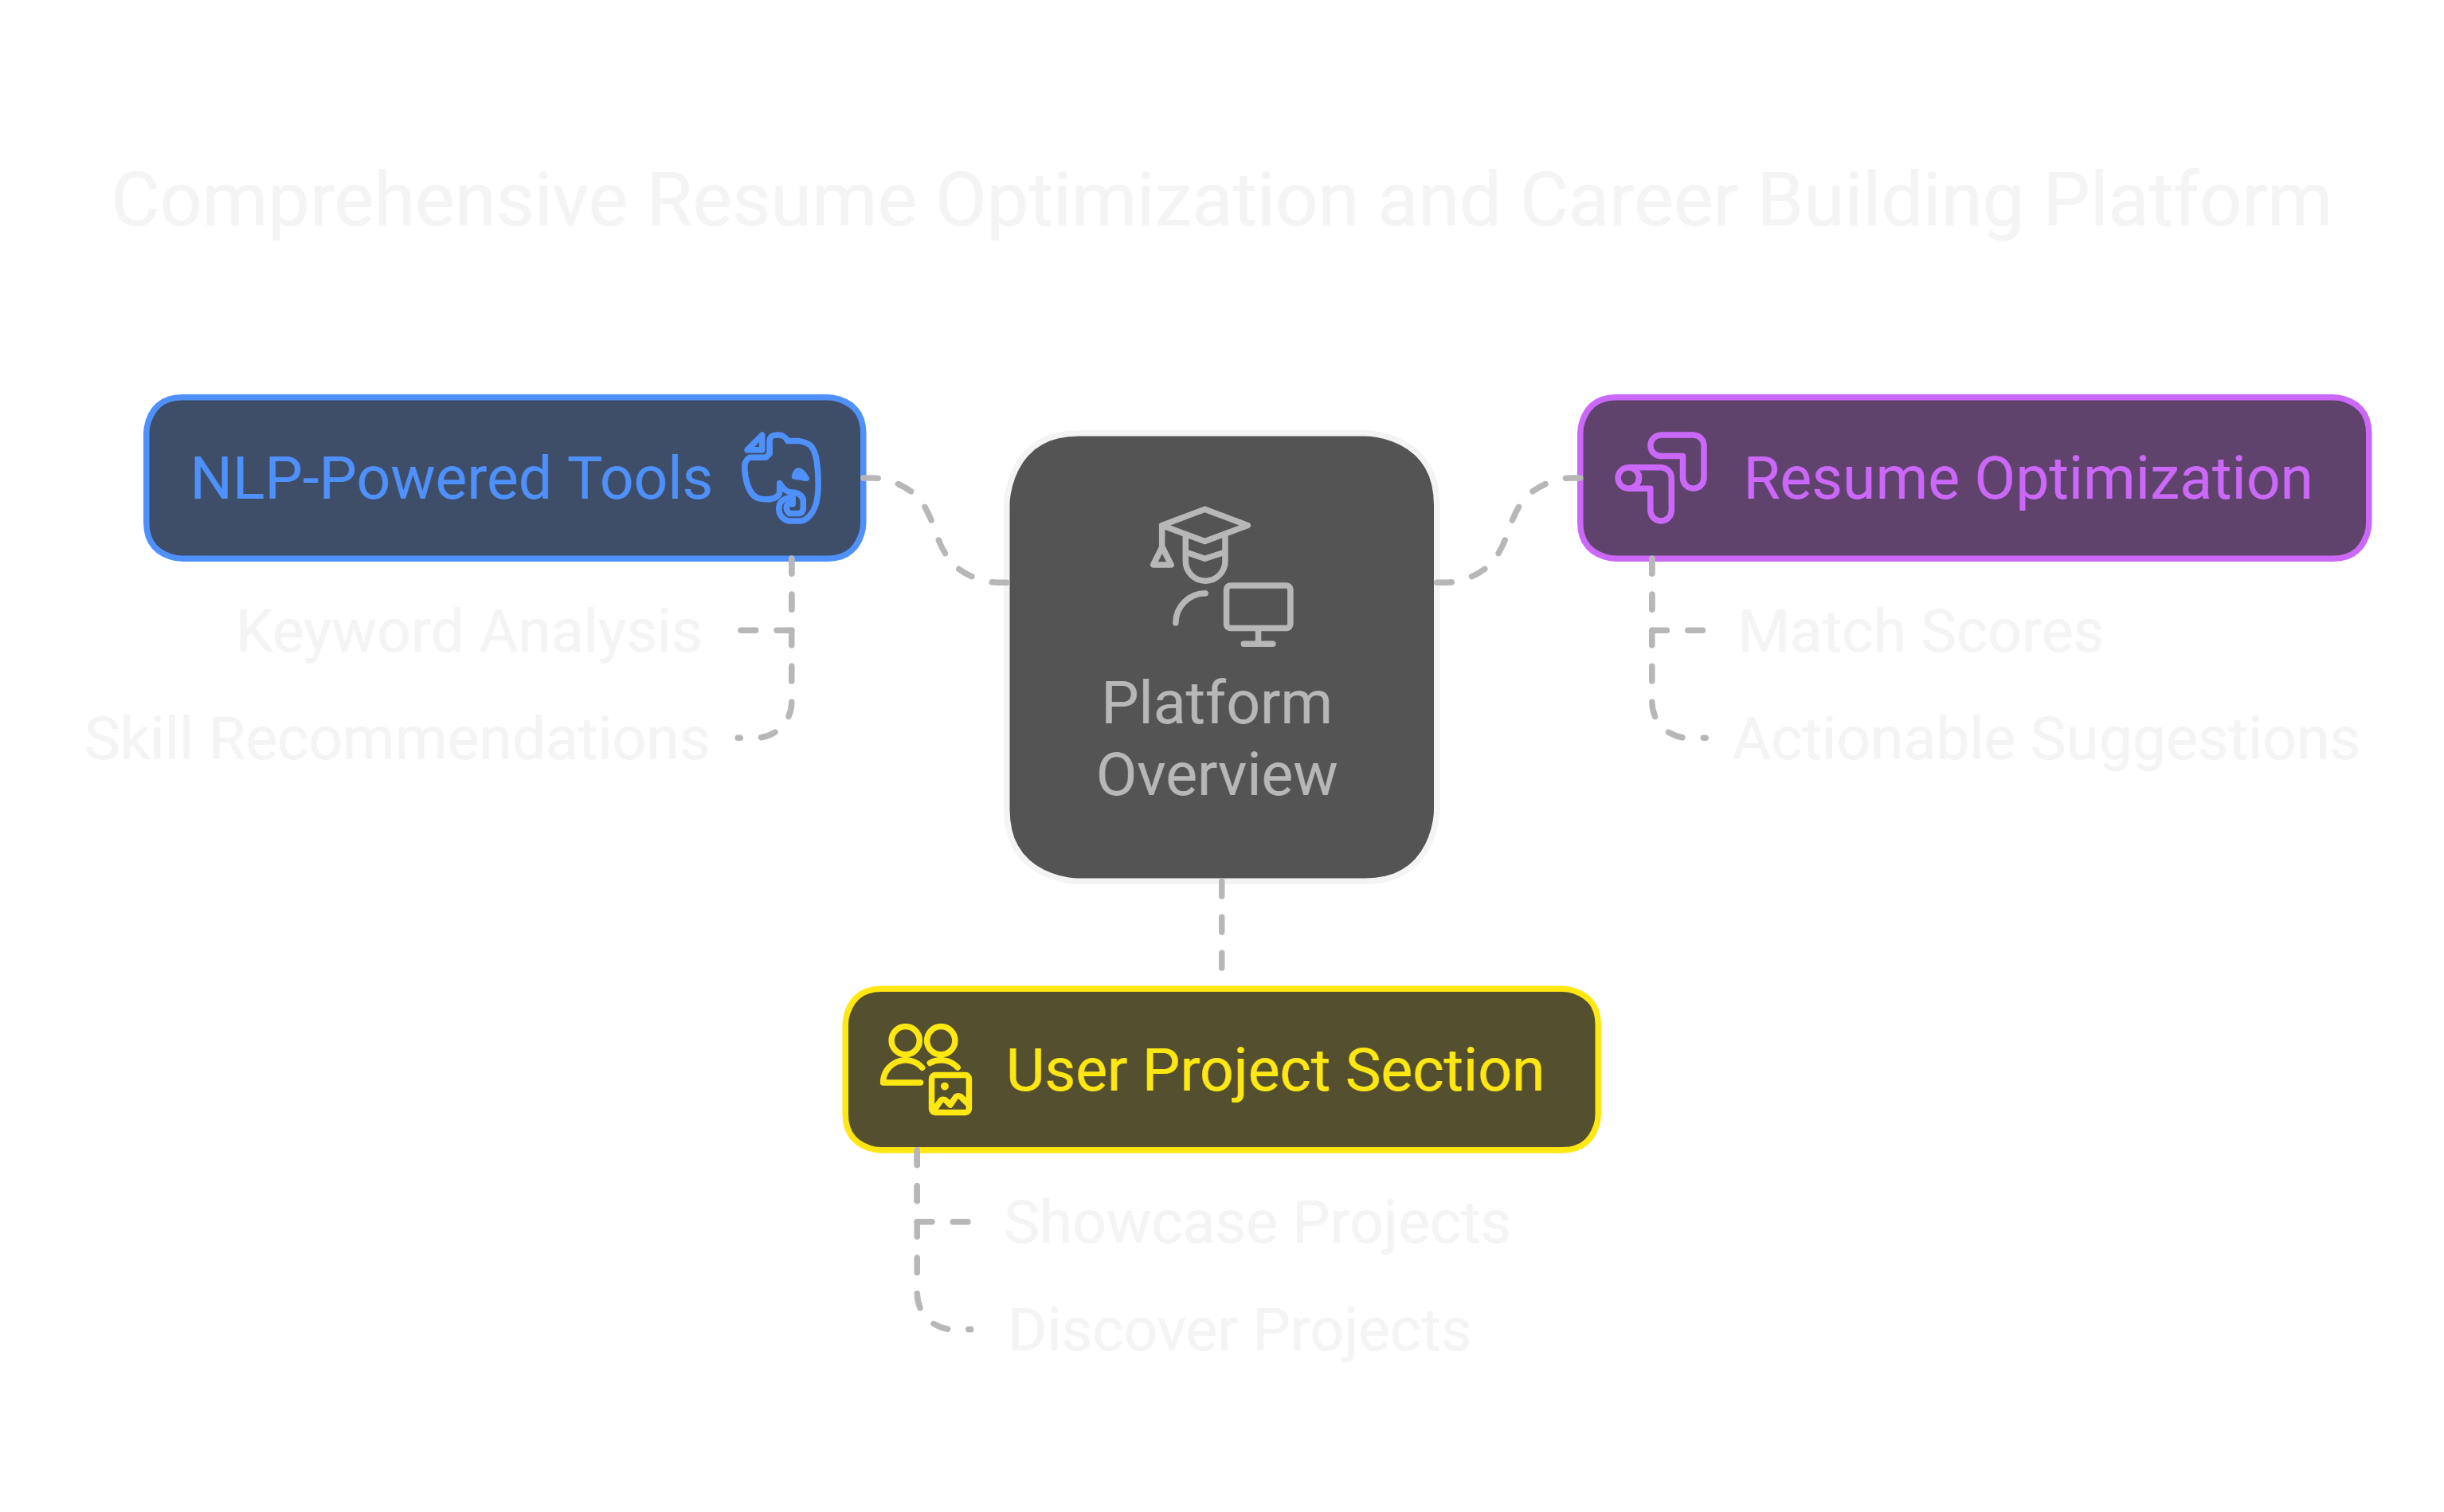 Comprehensive Resume Optimization and Career Building Platform
NLP-Powered Tools
Keyword Analysis
Skill Recommendations
Platform
Overview
Resume Optimization
Match Scores
Actionable Suggestions
User Project Section
Showcase Projects
Discover Projects